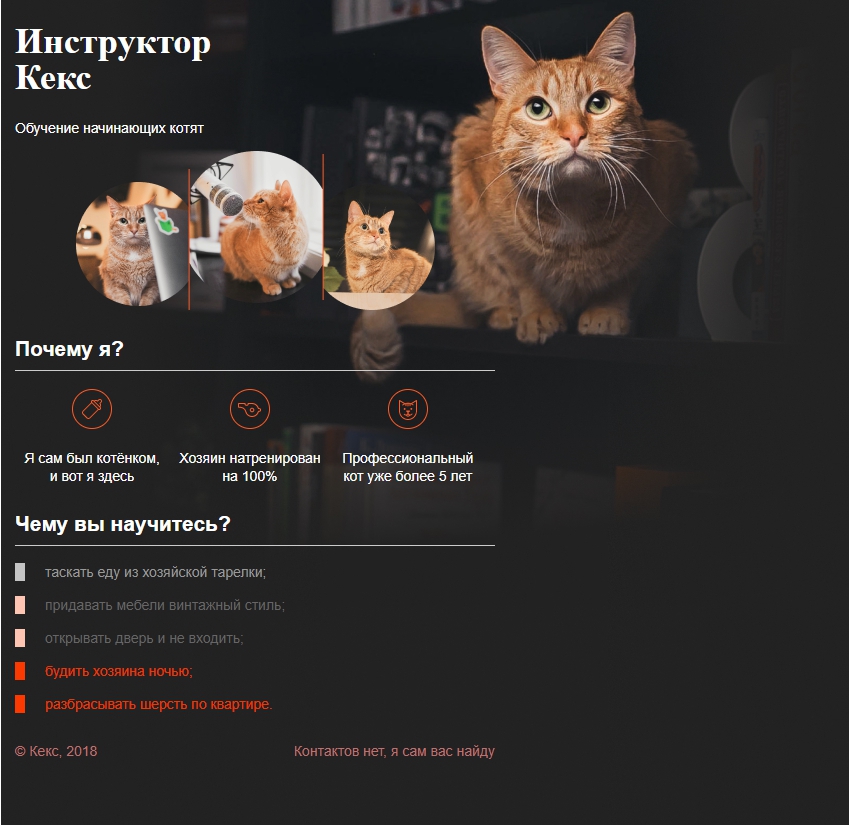 Инструктор
Кекс
Обучение начинающих котят
Почему я?
Я сам был котёнком,
и вот я здесь
Хозяин натренирован
на 100%
Профессиональный
кот уже более 5 лет
Чему вы научитесь?
таскать еду из хозяйской тарелки;
придавать мебели винтажный стиль;
открывать дверь и не входить;
будить хозяина ночью;
разбрасывать шерсть по квартире.
© Кекс, 2018
Контактов нет, я сам вас найду